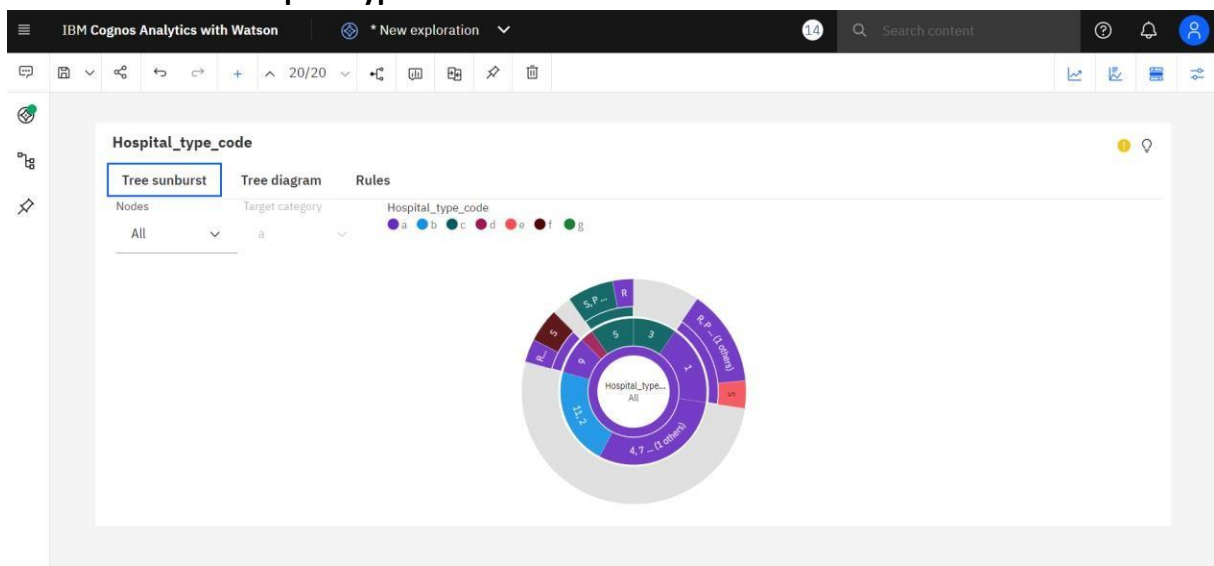 IBM Cognos Analytics with Watson
* New exploration
14
Search content
20/20
Hospital_type_code
Tree sunburst Tree diagram Rules
Nodes Target category Hospital_type_code
All a
a b c d e f g
S, P ... R
R, P ... (1 others)
S
R...
9
5 3
1
S
Hospital_type...
All
11, 2
4, 7 ... (1 others)